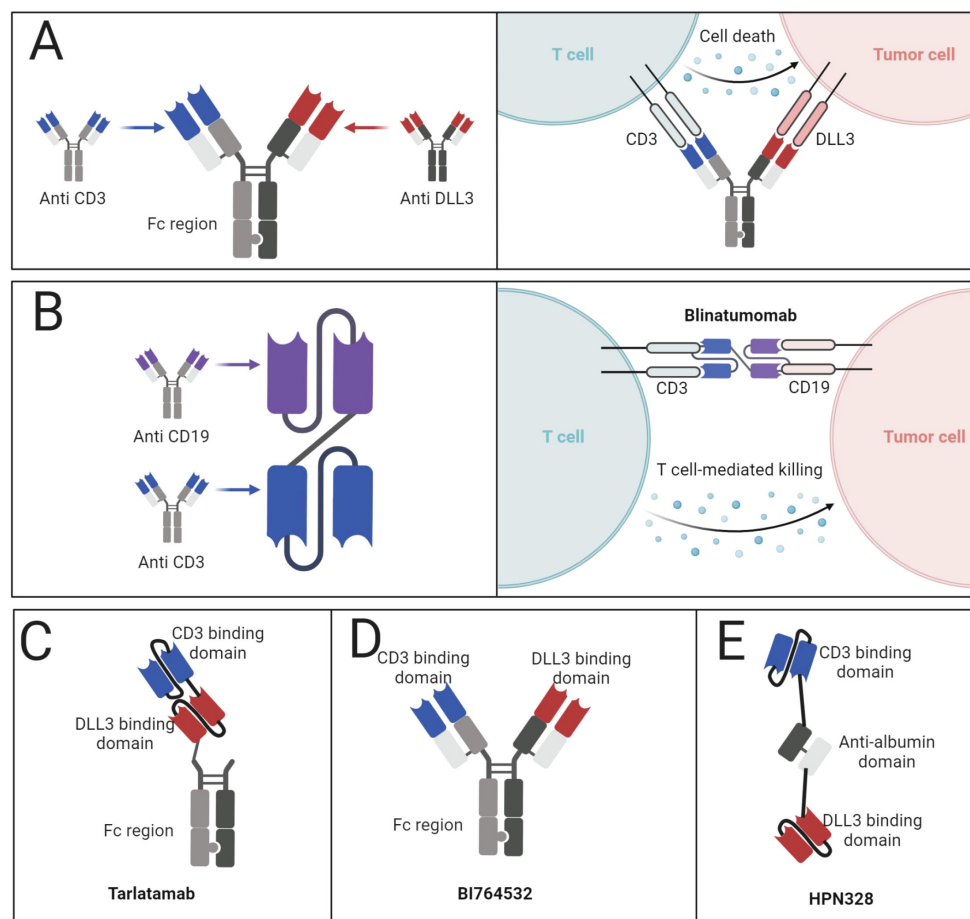 A
Anti CD3
Fc region
Anti DLL3
T cell
Cell death
Tumor cell
CD3
DLL3
B
Anti CD19
Anti CD3
Blinatumomab
CD3
CD19
T cell
Tumor cell
T cell-mediated killing
C
CD3 binding
domain
DLL3 binding
domain
Fc region
Tarlatamab
D
CD3 binding
domain
DLL3 binding
domain
Fc region
BI764532
E
CD3 binding
domain
Anti-albumin
domain
DLL3 binding
domain
HPN328